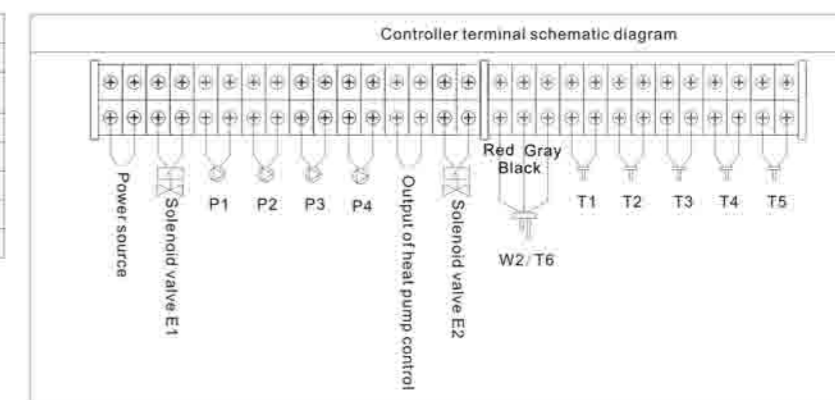 Controller terminal schematic diagram
Red Gray
Black
Power source
Solenoid valve E1
P1
P2
P3
P4
Output of heat pump control
Solenoid valve E2
W2/T6
T1
T2
T3
T4
T5